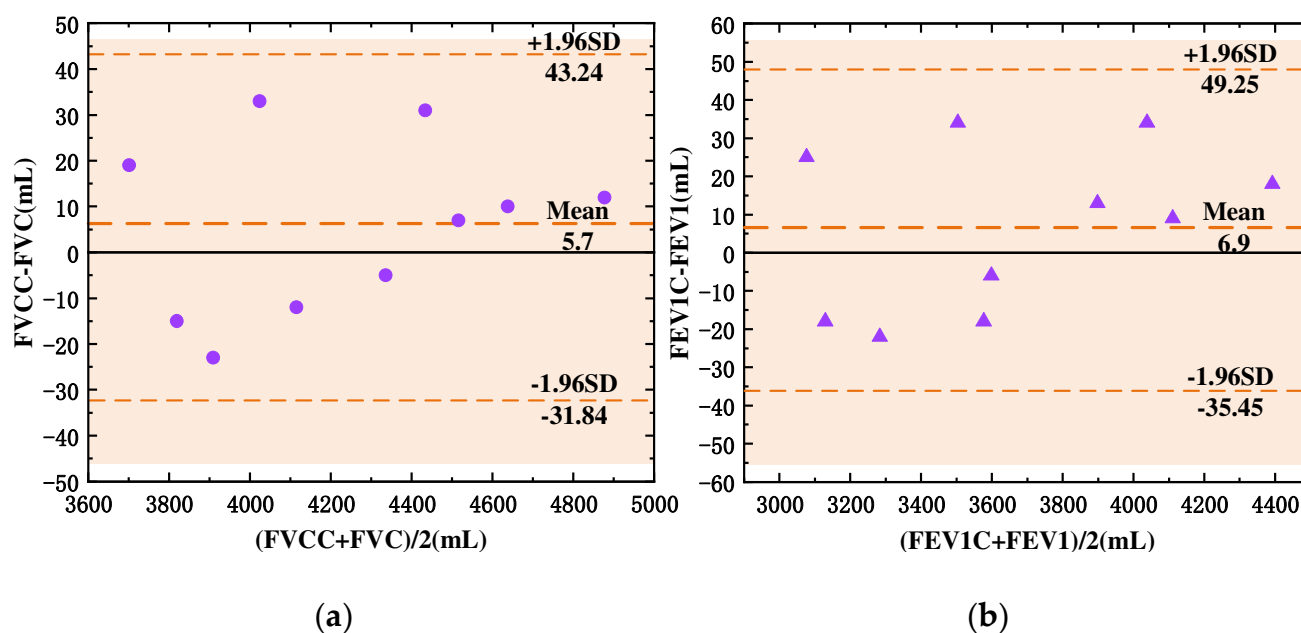 50
40
30
20
10
0
-10
-20
-30
-40
-50
FVCC-FVC(mL)
+1.96SD
43.24
Mean
5.7
-1.96SD
-31.84
3600 3800 4000 4200 4400 4600 4800 5000
(FVCC+FVC)/2(mL)
(a)
60
50
40
30
20
10
0
-10
-20
-30
-40
-50
-60
FEV1C-FEV1(mL)
+1.96SD
49.25
Mean
6.9
-1.96SD
-35.45
3000 3200 3400 3600 3800 4000 4200 4400
(FEV1C+FEV1)/2(mL)
(b)